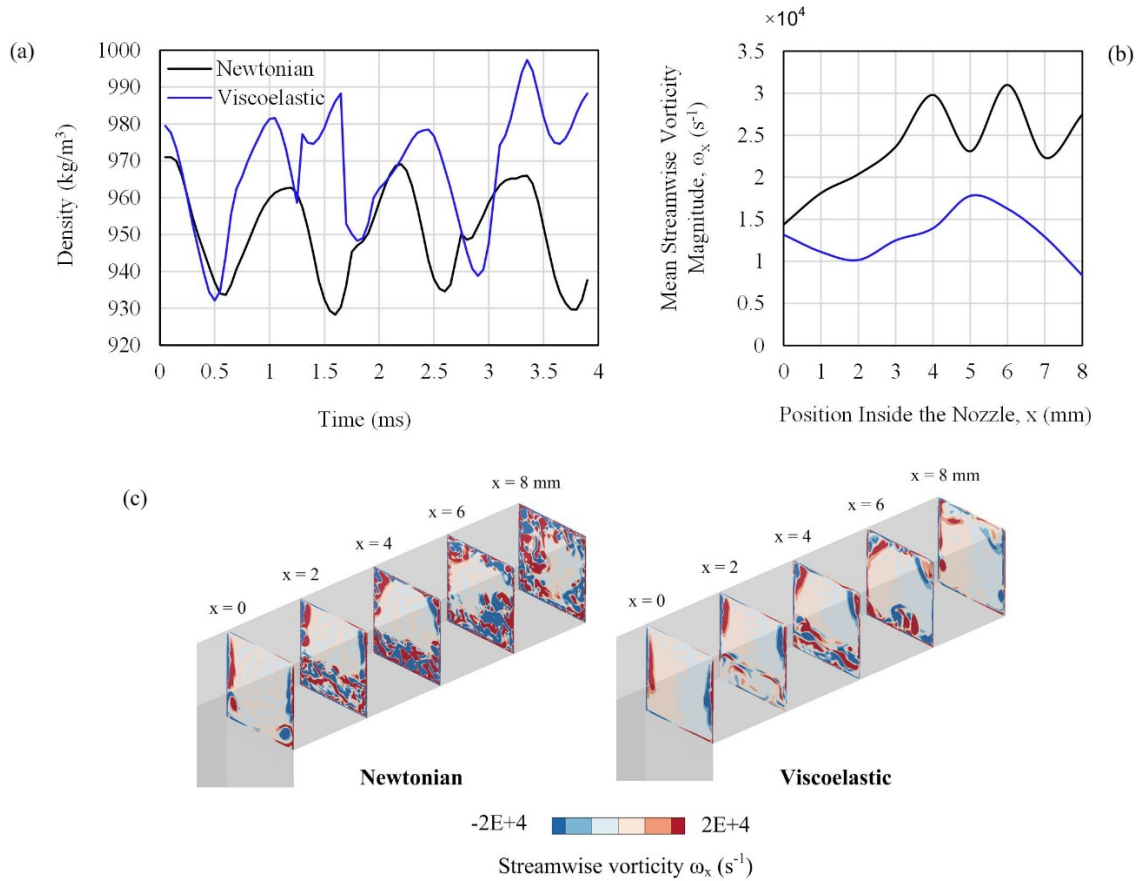 (a)
1000
990
980
970
960
950
940
930
920
Density (kg/m³)
Newtonian
Viscoelastic
0 0.5 1 1.5 2 2.5 3 3.5 4
Time (ms)
(b)
×10⁴
3.5
3
2.5
2
1.5
1
0.5
0
Mean Streamwise Vorticity
Magnitude, ωₓ (s⁻¹)
0 1 2 3 4 5 6 7 8
Position Inside the Nozzle, x (mm)
(c)
x = 0
x = 2
x = 4
x = 6
x = 8 mm
Newtonian
x = 0
x = 2
x = 4
x = 6
x = 8 mm
Viscoelastic
-2E+4 2E+4
Streamwise vorticity ωₓ (s⁻¹)